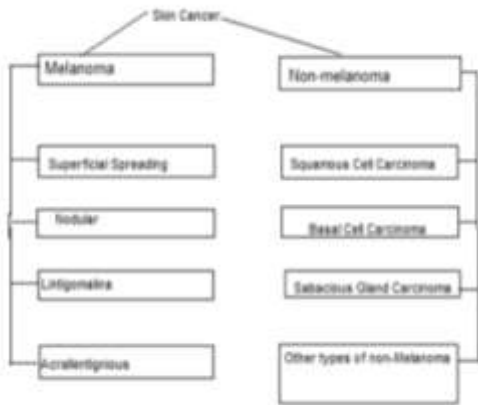 Skin Cancer
Melanoma
Non-melanoma
Superficial Spreading
Squamous Cell Carcinoma
Nodular
Basal Cell Carcinoma
Lintigomalina
Sabacious Gland Carcinoma
Acrallentignious
Other types of non-Melanoma